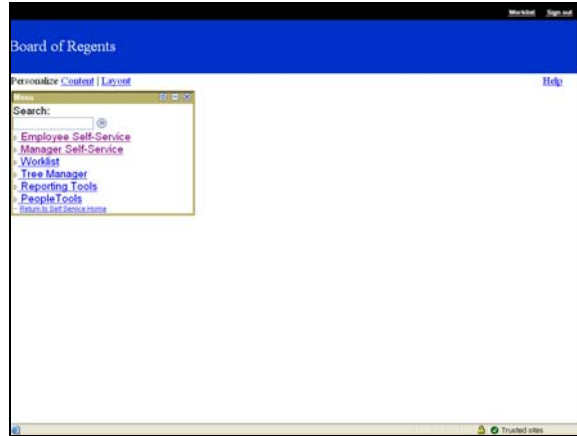 Worklist Sign out
Board of Regents
Personalize Content | Layout Help
Menu
Search:
Employee Self-Service
Manager Self-Service
Worklist
Tree Manager
Reporting Tools
PeopleTools
Return to Self Service Home
Trusted sites